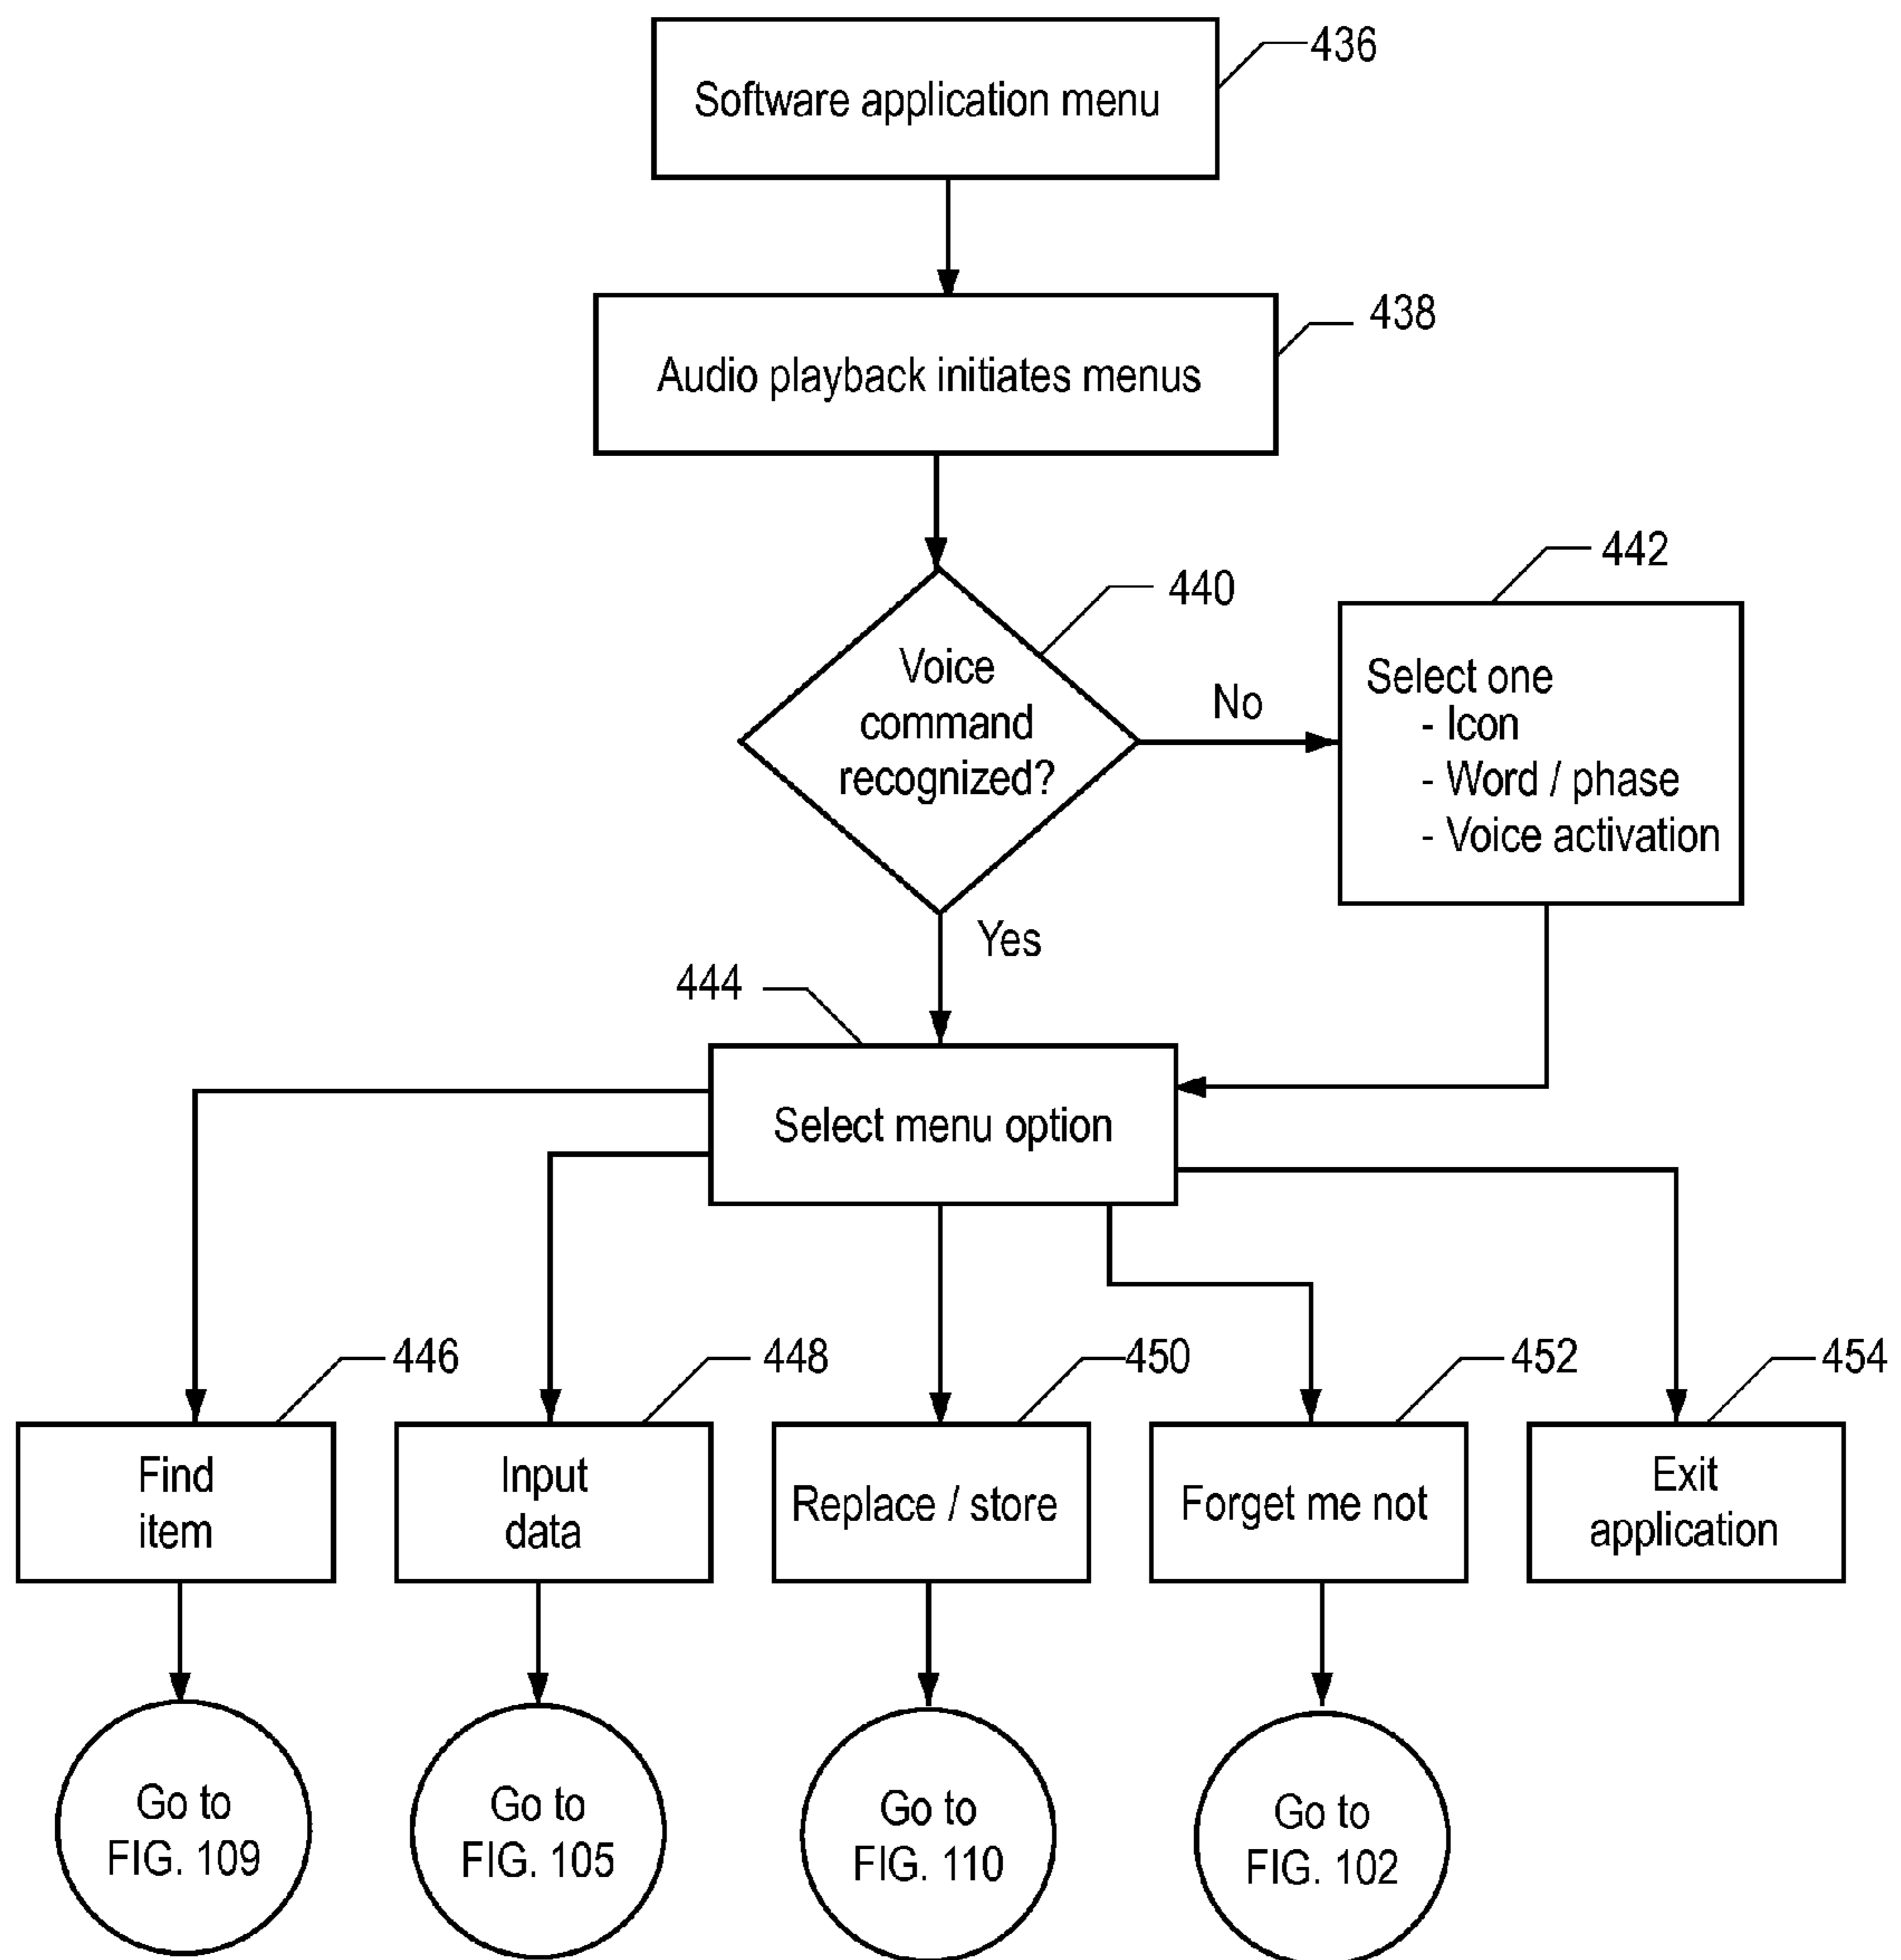 436
Software application menu
438
Audio playback initiates menus
442
440
Voice
command
recognized?
No
Select one
- Icon
- Word / phase
- Voice activation
Yes
444
Select menu option
446
448
450
452
454
Find
item
Input
data
Replace / store
Forget me not
Exit
application
Go to
FIG. 109
Go to
FIG. 105
Go to
FIG. 110
Go to
FIG. 102